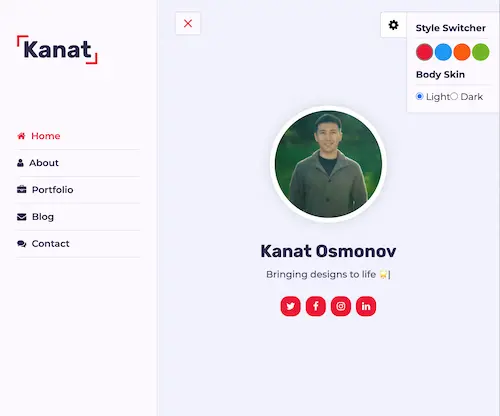 Kanat
Home
About
Portfolio
Blog
Contact
Style Switcher
Body Skin
Light Dark
Kanat Osmonov
Bringing designs to life